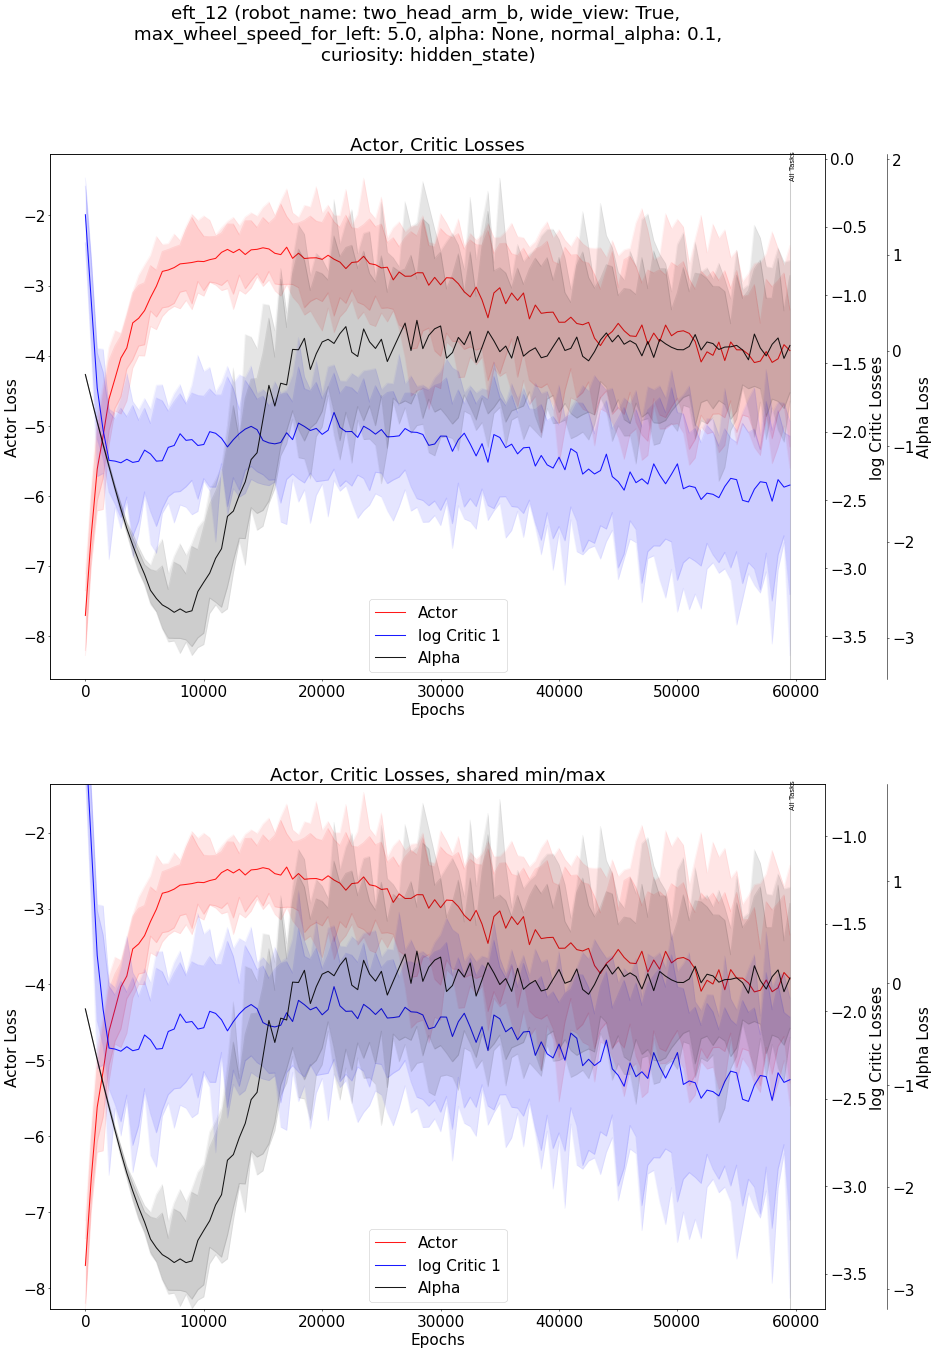 eft_12 (robot_name: two_head_arm_b, wide_view: True,
max_wheel_speed_for_left: 5.0, alpha: None, normal_alpha: 0.1,
curiosity: hidden_state)
Actor, Critic Losses
All Tasks
Actor Loss
−2
−3
−4
−5
−6
−7
−8
0.0
−0.5
−1.0
−1.5
−2.0
−2.5
−3.0
−3.5
log Critic Losses
2
1
0
−1
−2
−3
Alpha Loss
Actor
log Critic 1
Alpha
0
10000
20000
30000
40000
50000
60000
Epochs
Actor, Critic Losses, shared min/max
All Tasks
Actor Loss
−2
−3
−4
−5
−6
−7
−8
−1.0
−1.5
−2.0
−2.5
−3.0
−3.5
log Critic Losses
1
0
−1
−2
−3
Alpha Loss
Actor
log Critic 1
Alpha
0
10000
20000
30000
40000
50000
60000
Epochs